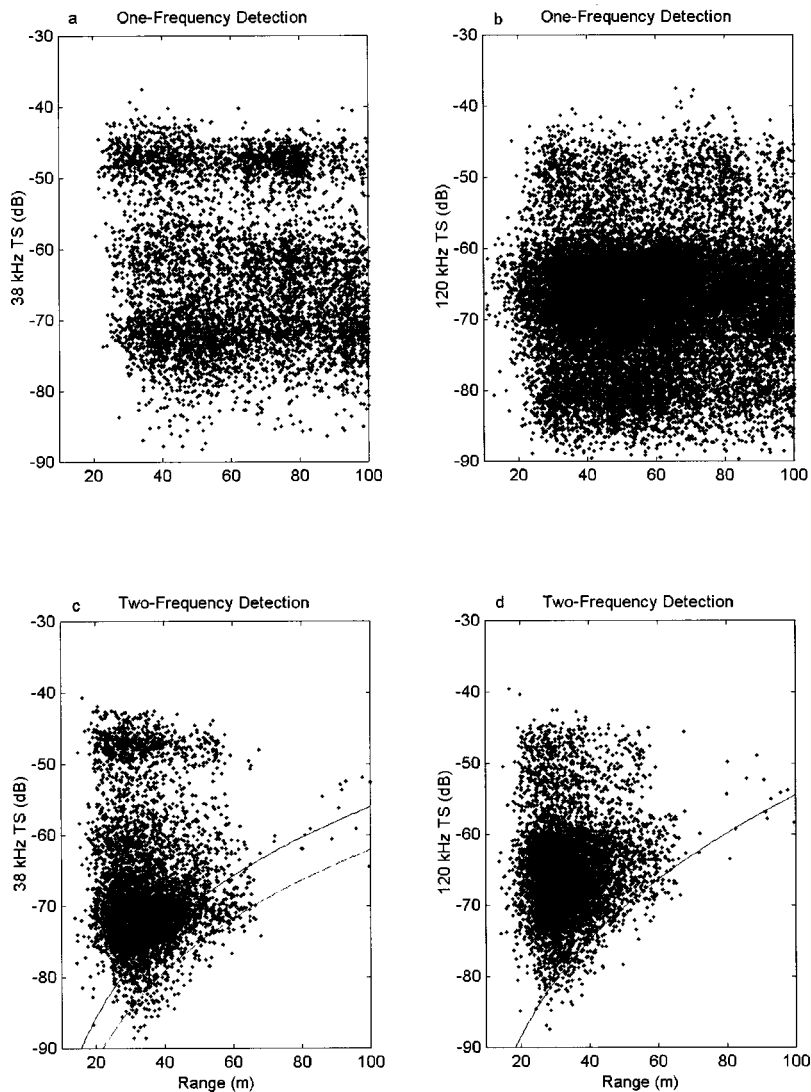 a One-Frequency Detection
b One-Frequency Detection
-30
-40
-50
-60
-70
-80
-90
38 kHz TS (dB)
20 40 60 80 100
-30
-40
-50
-60
-70
-80
-90
120 kHz TS (dB)
20 40 60 80 100
c Two-Frequency Detection
d Two-Frequency Detection
-30
-40
-50
-60
-70
-80
-90
38 kHz TS (dB)
20 40 60 80 100
Range (m)
-30
-40
-50
-60
-70
-80
-90
120 kHz TS (dB)
20 40 60 80 100
Range (m)